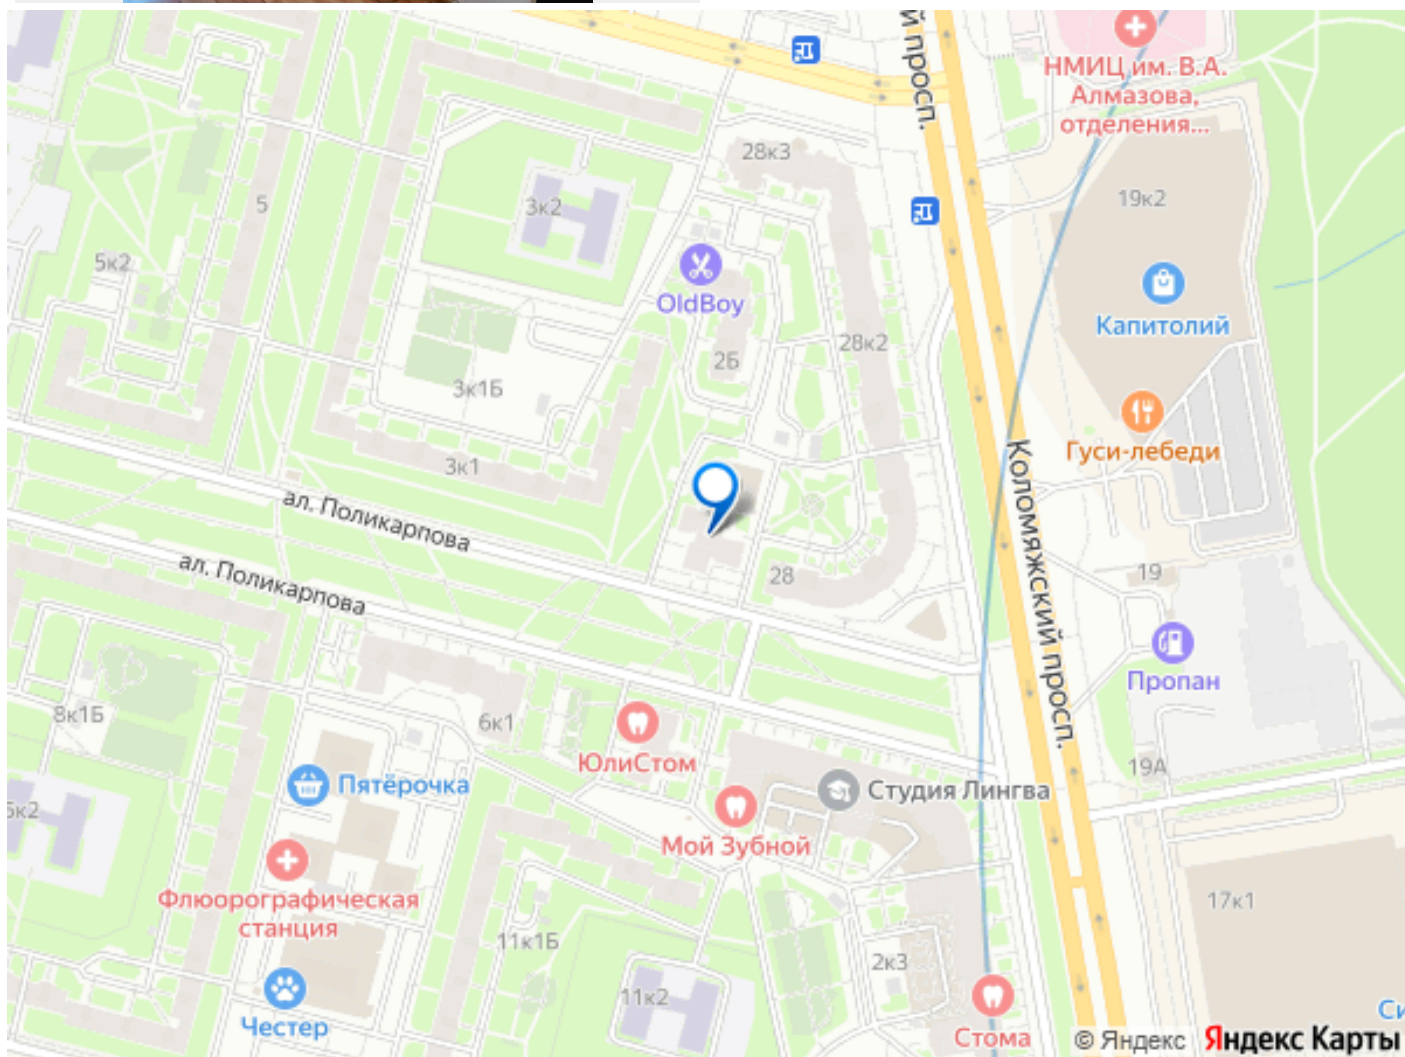 й просп.
НМИЦ им. В.А.
Алмазова,
отделения...
28к3
19к2
3к2
5
5к2
OldBoy
Капитолий
28к2
2Б
3к1Б
Гуси-лебеди
3к1
Коломяжский просп.
ал. Поликарпова
ал. Поликарпова
28
19
Пропан
8к1Б
6к1
ЮлиСтом
19А
Пятёрочка
Студия Лингва
к2
Мой Зубной
Флюорографическая
станция
17к1
11к1Б
2к3
11к2
Честер
Стома
Си
© Яндекс Яндекс Карты